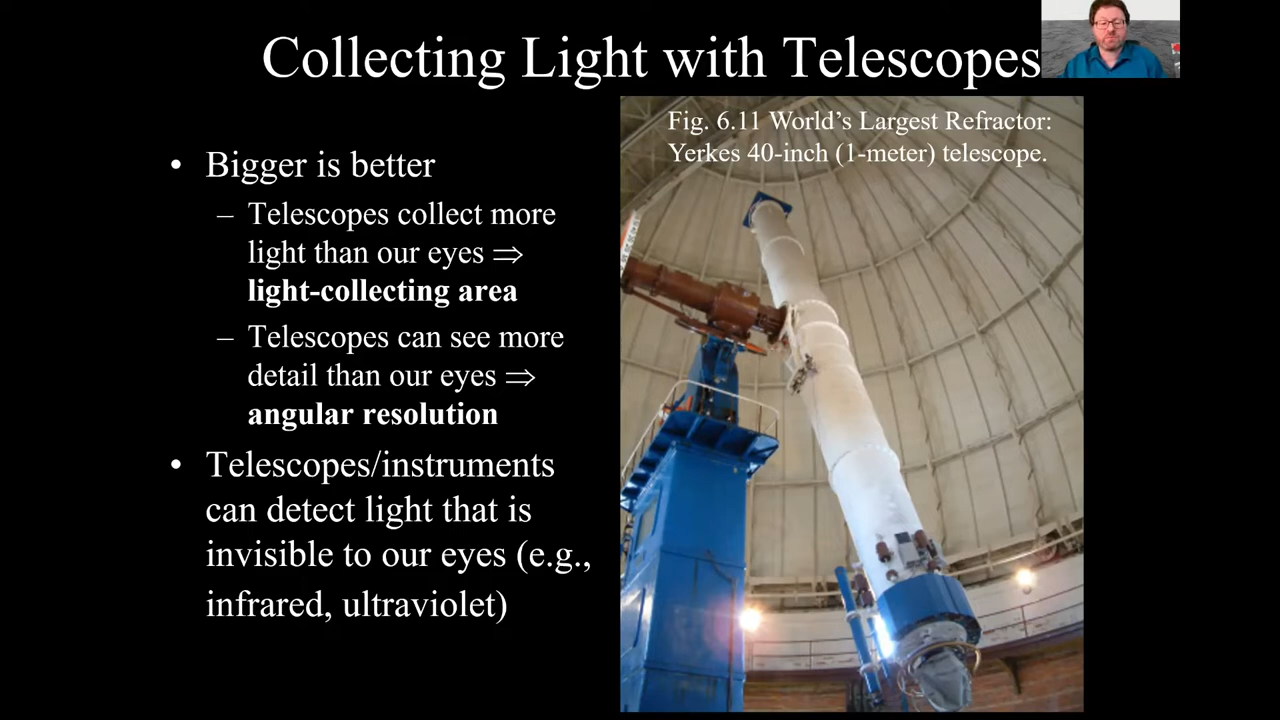 Collecting Light with Telescopes
• Bigger is better
– Telescopes collect more
light than our eyes ⇒
light-collecting area
– Telescopes can see more
detail than our eyes ⇒
angular resolution
• Telescopes/instruments
can detect light that is
invisible to our eyes (e.g.,
infrared, ultraviolet)
Fig. 6.11 World’s Largest Refractor:
Yerkes 40-inch (1-meter) telescope.